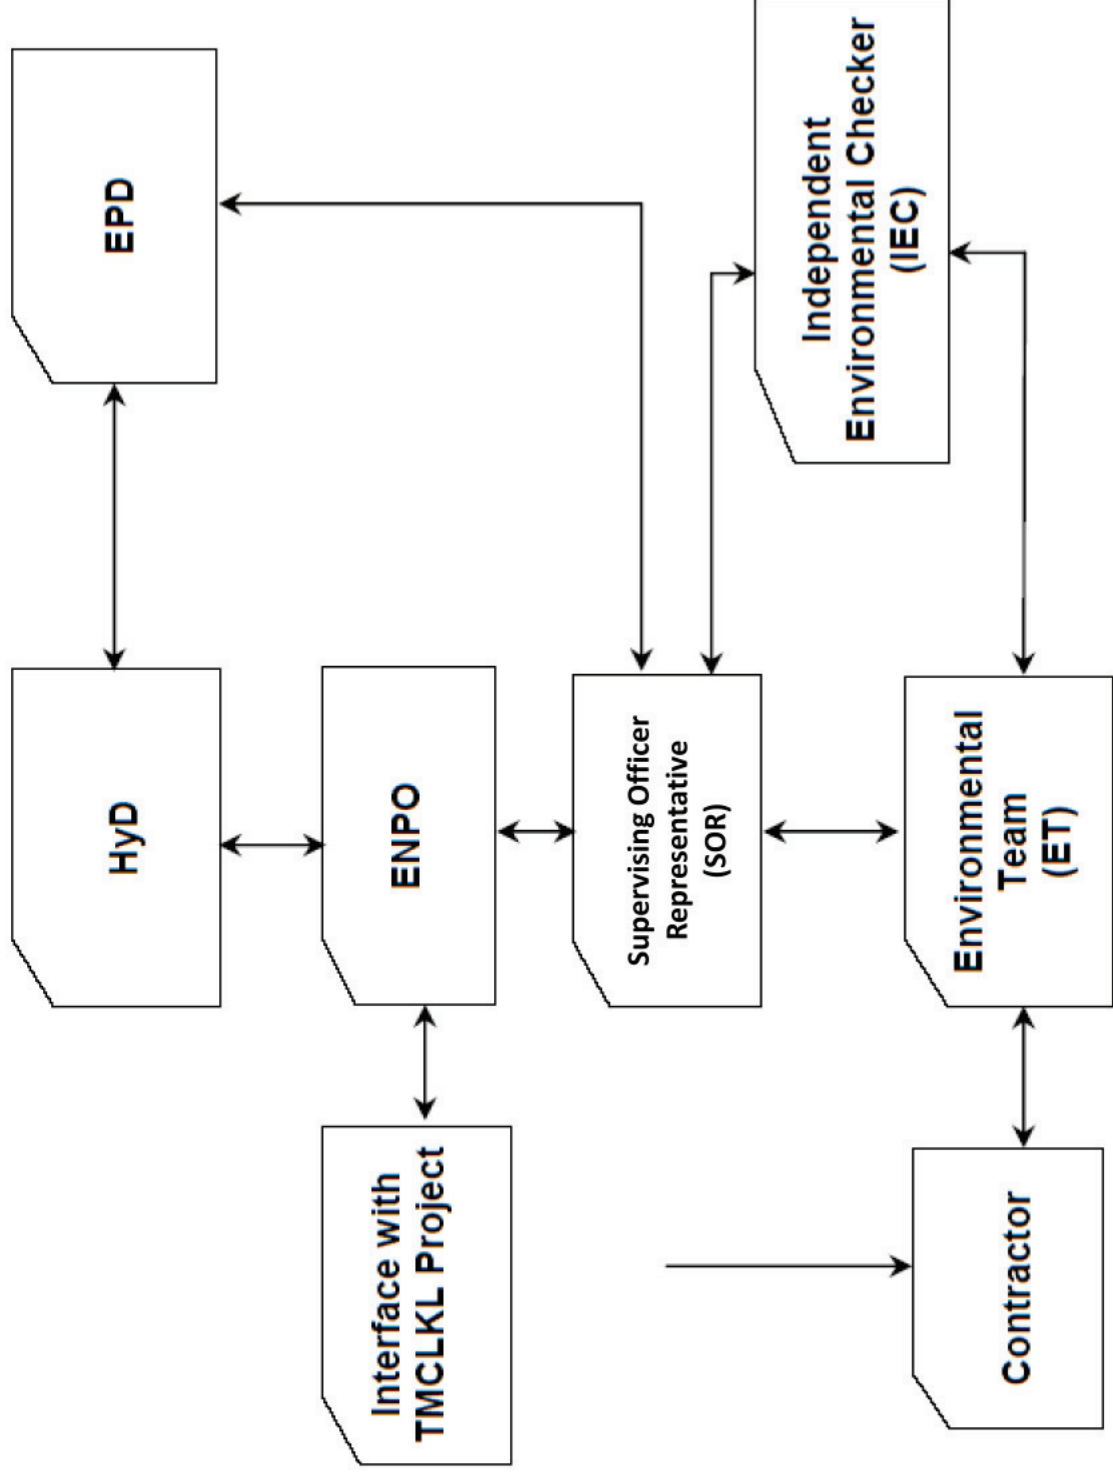 Interface with
TMCLKL Project
Contractor
HyD
ENPO
Supervising Officer
Representative
(SOR)
Environmental
Team
(ET)
EPD
Independent
Environmental Checker
(IEC)